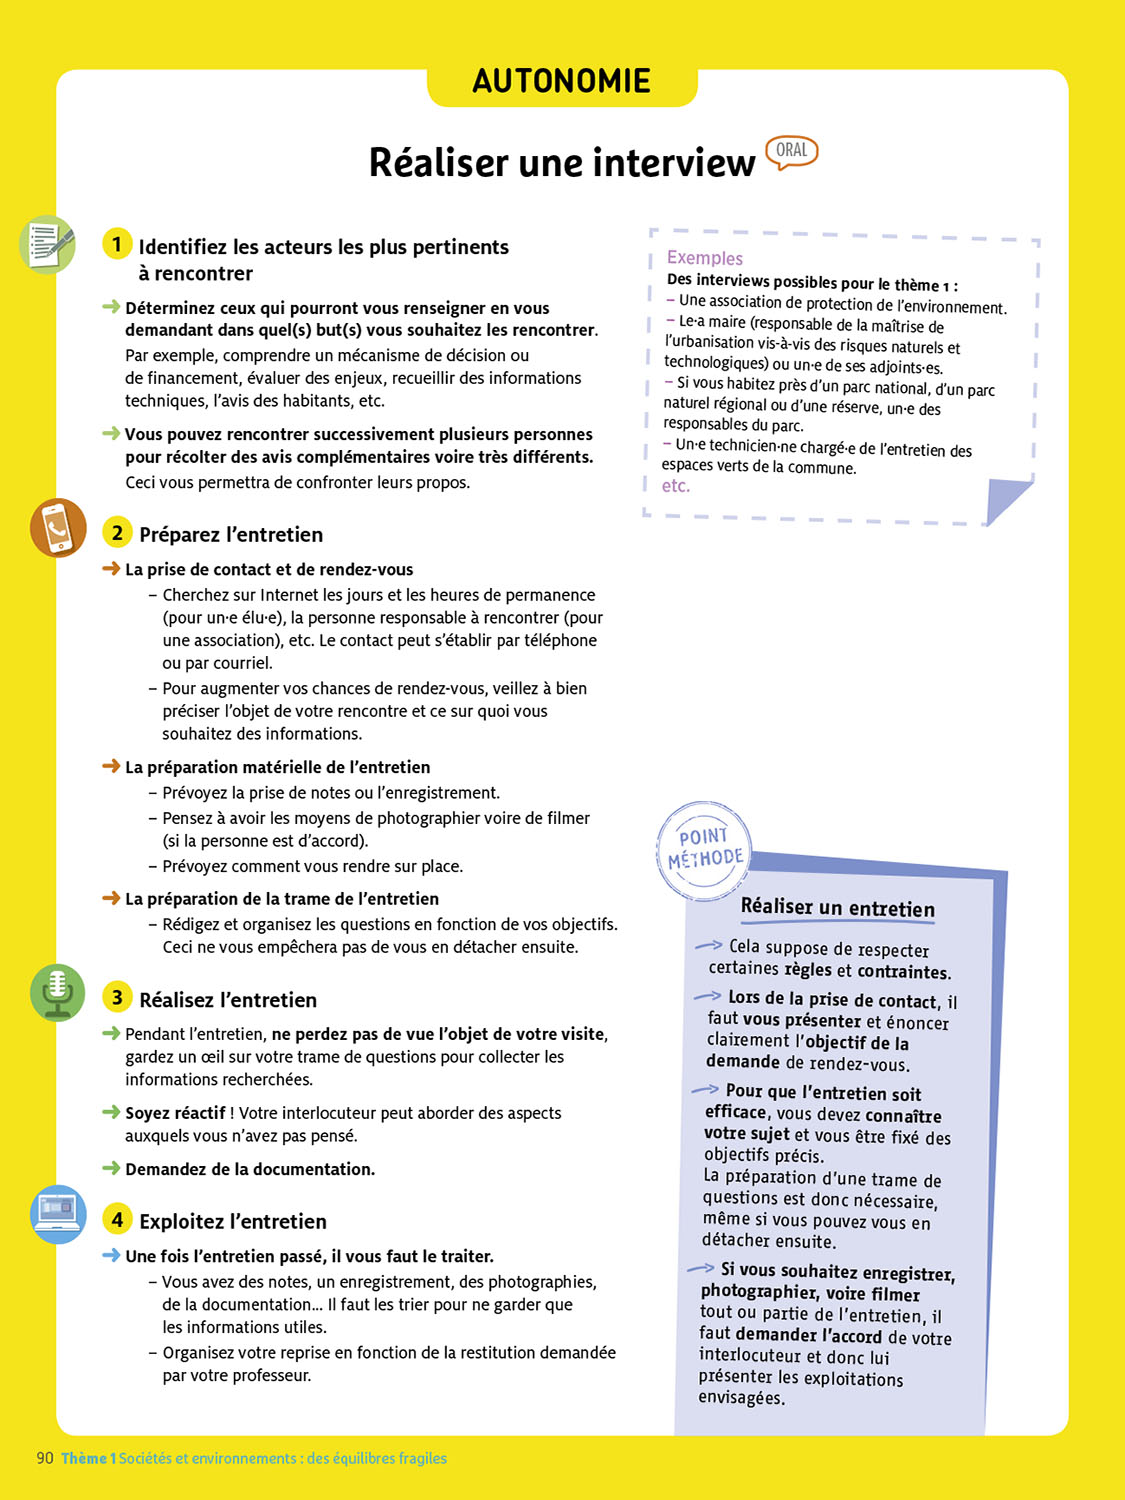 AUTONOMIE
Réaliser une interview
ORAL
1 Identifiez les acteurs les plus pertinents
à rencontrer
Déterminez ceux qui pourront vous renseigner en vous
demandant dans quel(s) but(s) vous souhaitez les rencontrer.
Par exemple, comprendre un mécanisme de décision ou
de financement, évaluer des enjeux, recueillir des informations
techniques, l'avis des habitants, etc.
Vous pouvez rencontrer successivement plusieurs personnes
pour récolter des avis complémentaires voire très différents.
Ceci vous permettra de confronter leurs propos.
Exemples
Des interviews possibles pour le thème 1 :
– Une association de protection de l'environnement.
– Le·a maire (responsable de la maîtrise de
l'urbanisation vis-à-vis des risques naturels et
technologiques) ou un·e de ses adjoints·es.
– Si vous habitez près d'un parc national, d'un parc
naturel régional ou d'une réserve, un·e des
responsables du parc.
– Un·e technicien·ne chargé·e de l'entretien des
espaces verts de la commune.
etc.
2 Préparez l'entretien
La prise de contact et de rendez-vous
– Cherchez sur Internet les jours et les heures de permanence
(pour un·e élu·e), la personne responsable à rencontrer (pour
une association), etc. Le contact peut s'établir par téléphone
ou par courriel.
– Pour augmenter vos chances de rendez-vous, veillez à bien
préciser l'objet de votre rencontre et ce sur quoi vous
souhaitez des informations.
La préparation matérielle de l'entretien
– Prévoyez la prise de notes ou l'enregistrement.
– Pensez à avoir les moyens de photographier voire de filmer
(si la personne est d'accord).
– Prévoyez comment vous rendre sur place.
La préparation de la trame de l'entretien
– Rédigez et organisez les questions en fonction de vos objectifs.
Ceci ne vous empêchera pas de vous en détacher ensuite.
3 Réalisez l'entretien
Pendant l'entretien, ne perdez pas de vue l'objet de votre visite,
gardez un œil sur votre trame de questions pour collecter les
informations recherchées.
Soyez réactif ! Votre interlocuteur peut aborder des aspects
auxquels vous n'avez pas pensé.
Demandez de la documentation.
4 Exploitez l'entretien
Une fois l'entretien passé, il vous faut le traiter.
– Vous avez des notes, un enregistrement, des photographies,
de la documentation... Il faut les trier pour ne garder que
les informations utiles.
– Organisez votre reprise en fonction de la restitution demandée
par votre professeur.
POINT
MÉTHODE
Réaliser un entretien
Cela suppose de respecter
certaines règles et contraintes.
Lors de la prise de contact, il
faut vous présenter et énoncer
clairement l'objectif de la
demande de rendez-vous.
Pour que l'entretien soit
efficace, vous devez connaître
votre sujet et vous être fixé des
objectifs précis.
La préparation d'une trame de
questions est donc nécessaire,
même si vous pouvez vous en
détacher ensuite.
Si vous souhaitez enregistrer,
photographier, voire filmer
tout ou partie de l'entretien, il
faut demander l'accord de votre
interlocuteur et donc lui
présenter les exploitations
envisagées.
90 Thème 1 Sociétés et environnements : des équilibres fragiles